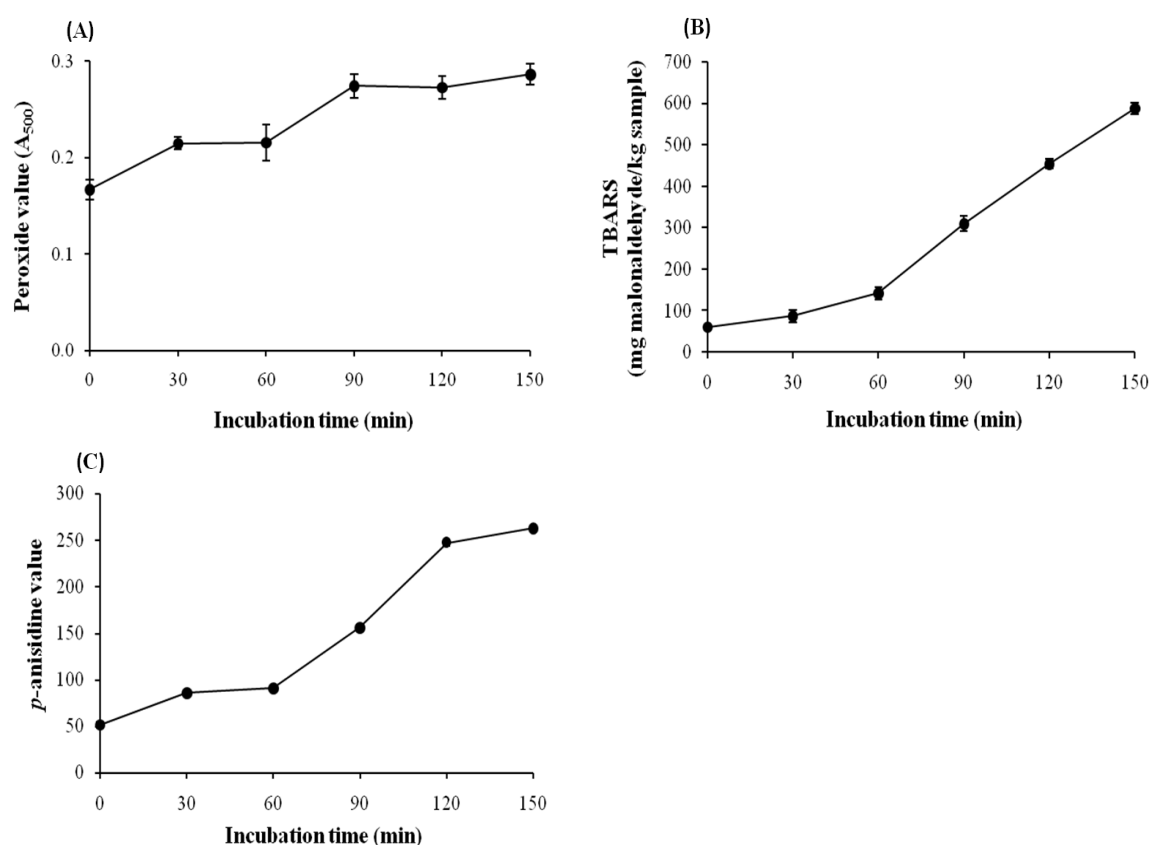 (A)
Peroxide value (A500)
0.3
0.2
0.1
0.0
0 30 60 90 120 150
Incubation time (min)
(B)
TBARS
(mg malonaldehyde/kg sample)
700
600
500
400
300
200
100
0
0 30 60 90 120 150
Incubation time (min)
(C)
p-anisidine value
300
250
200
150
100
50
0
0 30 60 90 120 150
Incubation time (min)